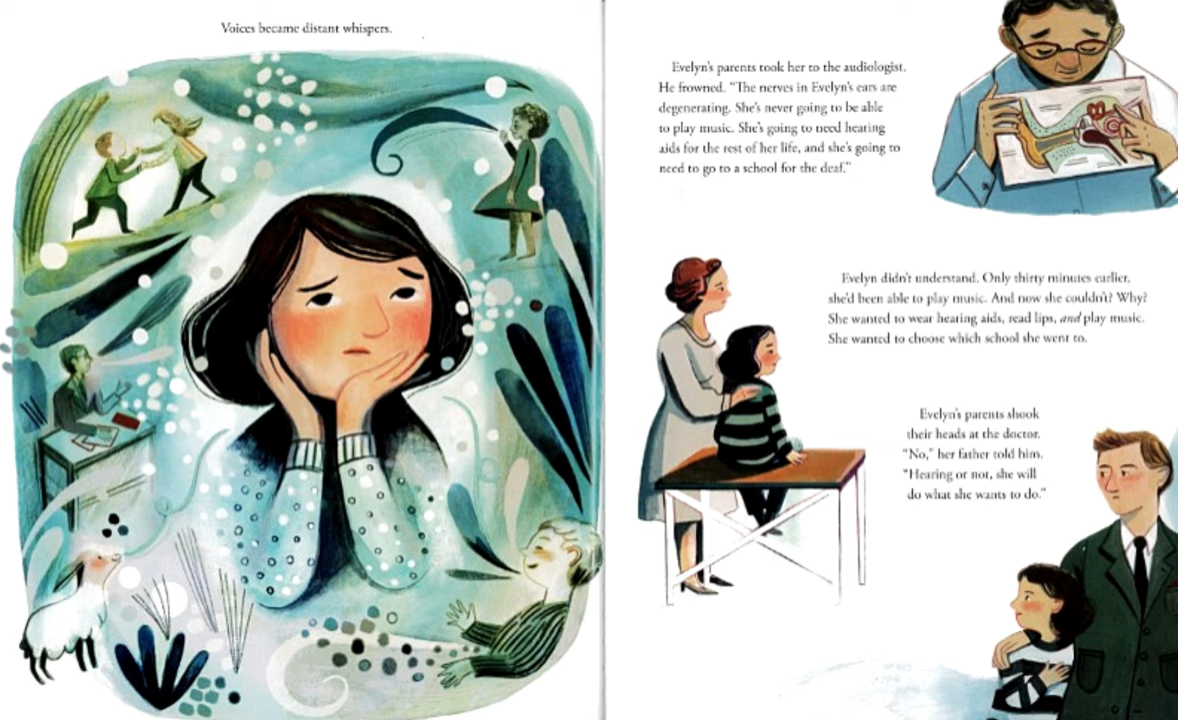 Voices became distant whispers.
Evelyn's parents took her to the audiologist.
He frowned. "The nerves in Evelyn's ears are
degenerating. She's never going to be able
to play music. She's going to need hearing
aids for the rest of her life, and she's going to
need to go to a school for the deaf."
Evelyn didn't understand. Only thirty minutes earlier,
she'd been able to play music. And now she couldn't? Why?
She wanted to wear hearing aids, read lips, and play music.
She wanted to choose which school she went to.
Evelyn's parents shook
their heads at the doctor.
"No," her father told him.
"Hearing or not, she will
do what she wants to do."